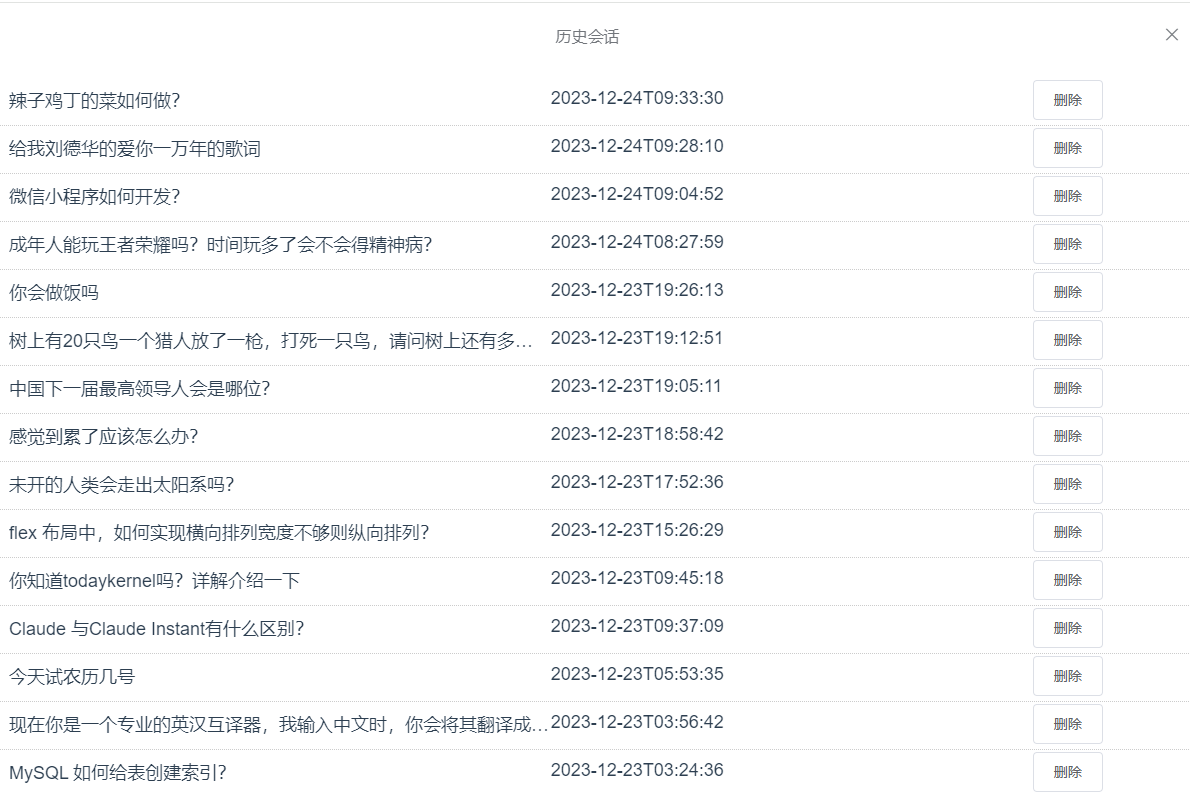 历史会话
辣子鸡丁的菜如何做? 2023-12-24T09:33:30 删除
给我刘德华的爱你一万年的歌词 2023-12-24T09:28:10 删除
微信小程序如何开发? 2023-12-24T09:04:52 删除
成年人能玩王者荣耀吗？时间玩多了会不会得精神病? 2023-12-24T08:27:59 删除
你会做饭吗 2023-12-23T19:26:13 删除
树上有20只鸟一个猎人放了一枪，打死一只鸟，请问树上还有多… 2023-12-23T19:12:51 删除
中国下一届最高领导人会是哪位? 2023-12-23T19:05:11 删除
感觉到累了应该怎么办? 2023-12-23T18:58:42 删除
未开的人类会走出太阳系吗? 2023-12-23T17:52:36 删除
flex 布局中，如何实现横向排列宽度不够则纵向排列? 2023-12-23T15:26:29 删除
你知道todaykernel吗？详解介绍一下 2023-12-23T09:45:18 删除
Claude 与Claude Instant有什么区别? 2023-12-23T09:37:09 删除
今天试农历几号 2023-12-23T05:53:35 删除
现在你是一个专业的英汉互译器，我输入中文时，你会将其翻译成… 2023-12-23T03:56:42 删除
MySQL 如何给表创建索引? 2023-12-23T03:24:36 删除